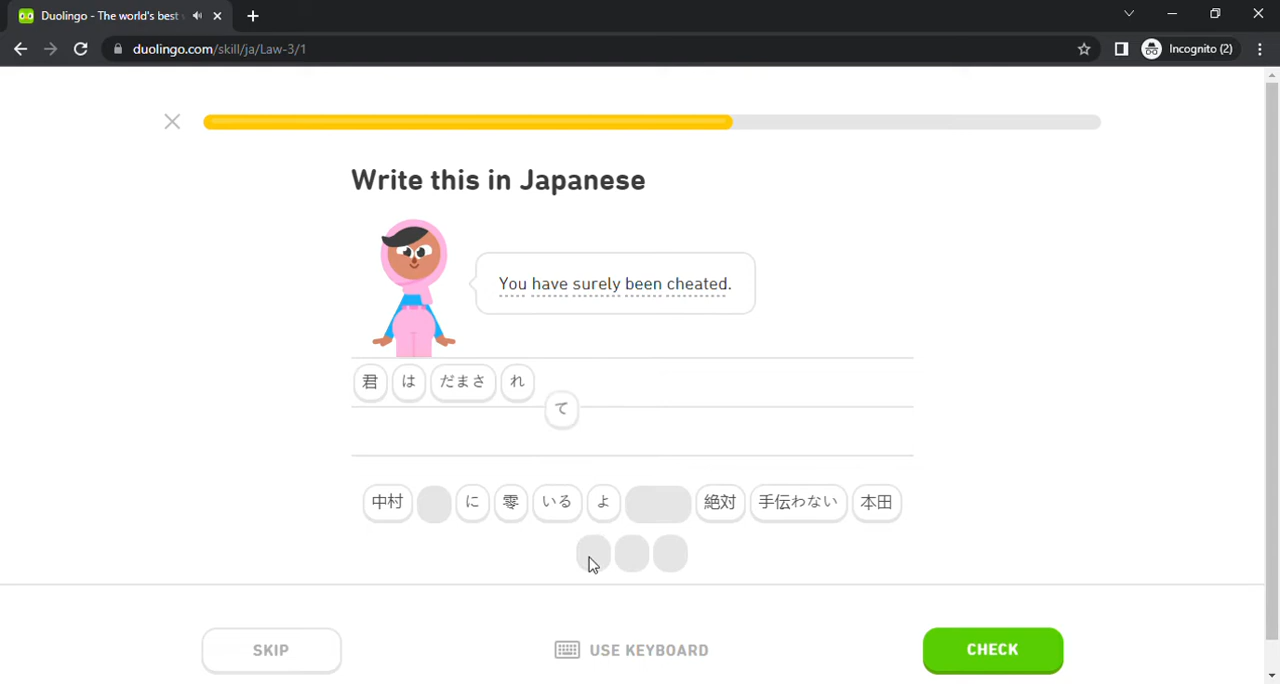 Duolingo - The world's best
duolingo.com/skill/ja/Law-3/1
Incognito (2)
Write this in Japanese
You have surely been cheated.
君 は だまさ れ
て
中村 に 零 いる よ 絶対 手伝わない 本田
SKIP
USE KEYBOARD
CHECK